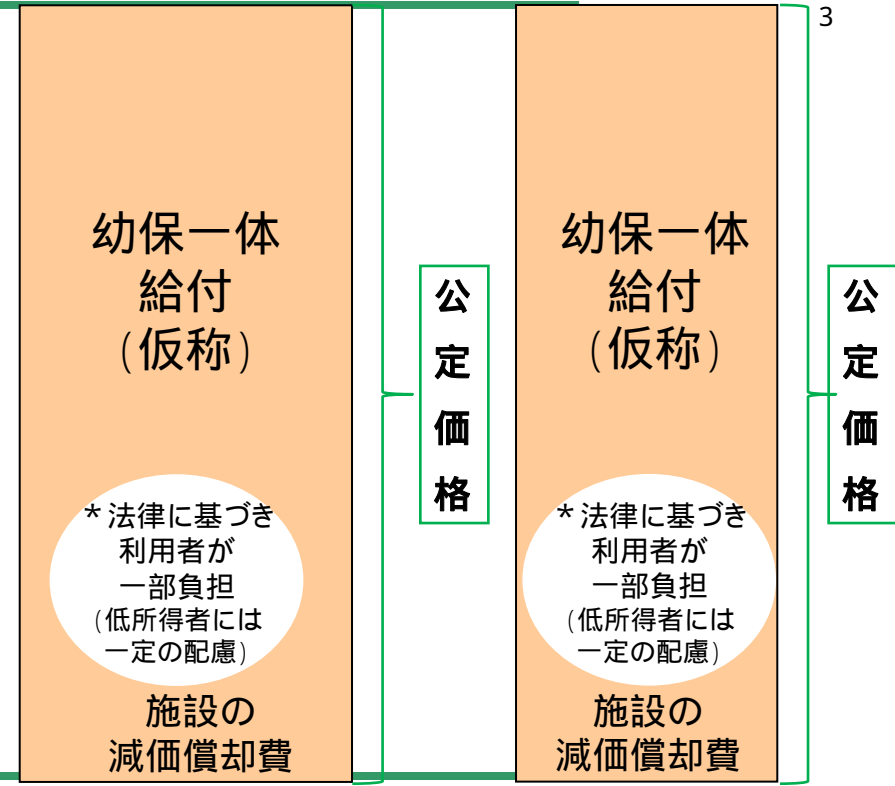 3
幼保一体
給付
(仮称)
*法律に基づき
利用者が
一部負担
(低所得者には
一定の配慮)
施設の
減価償却費
公
定
価
格
幼保一体
給付
(仮称)
*法律に基づき
利用者が
一部負担
(低所得者には
一定の配慮)
施設の
減価償却費
公
定
価
格